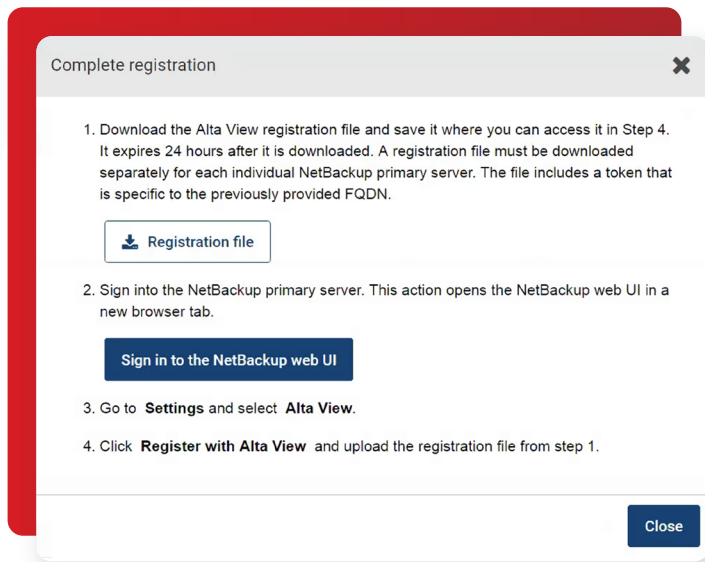 Complete registration
1. Download the Alta View registration file and save it where you can access it in Step 4.
It expires 24 hours after it is downloaded. A registration file must be downloaded
separately for each individual NetBackup primary server. The file includes a token that
is specific to the previously provided FQDN.
Registration file
2. Sign into the NetBackup primary server. This action opens the NetBackup web UI in a
new browser tab.
Sign in to the NetBackup web UI
3. Go to Settings and select Alta View.
4. Click Register with Alta View and upload the registration file from step 1.
Close